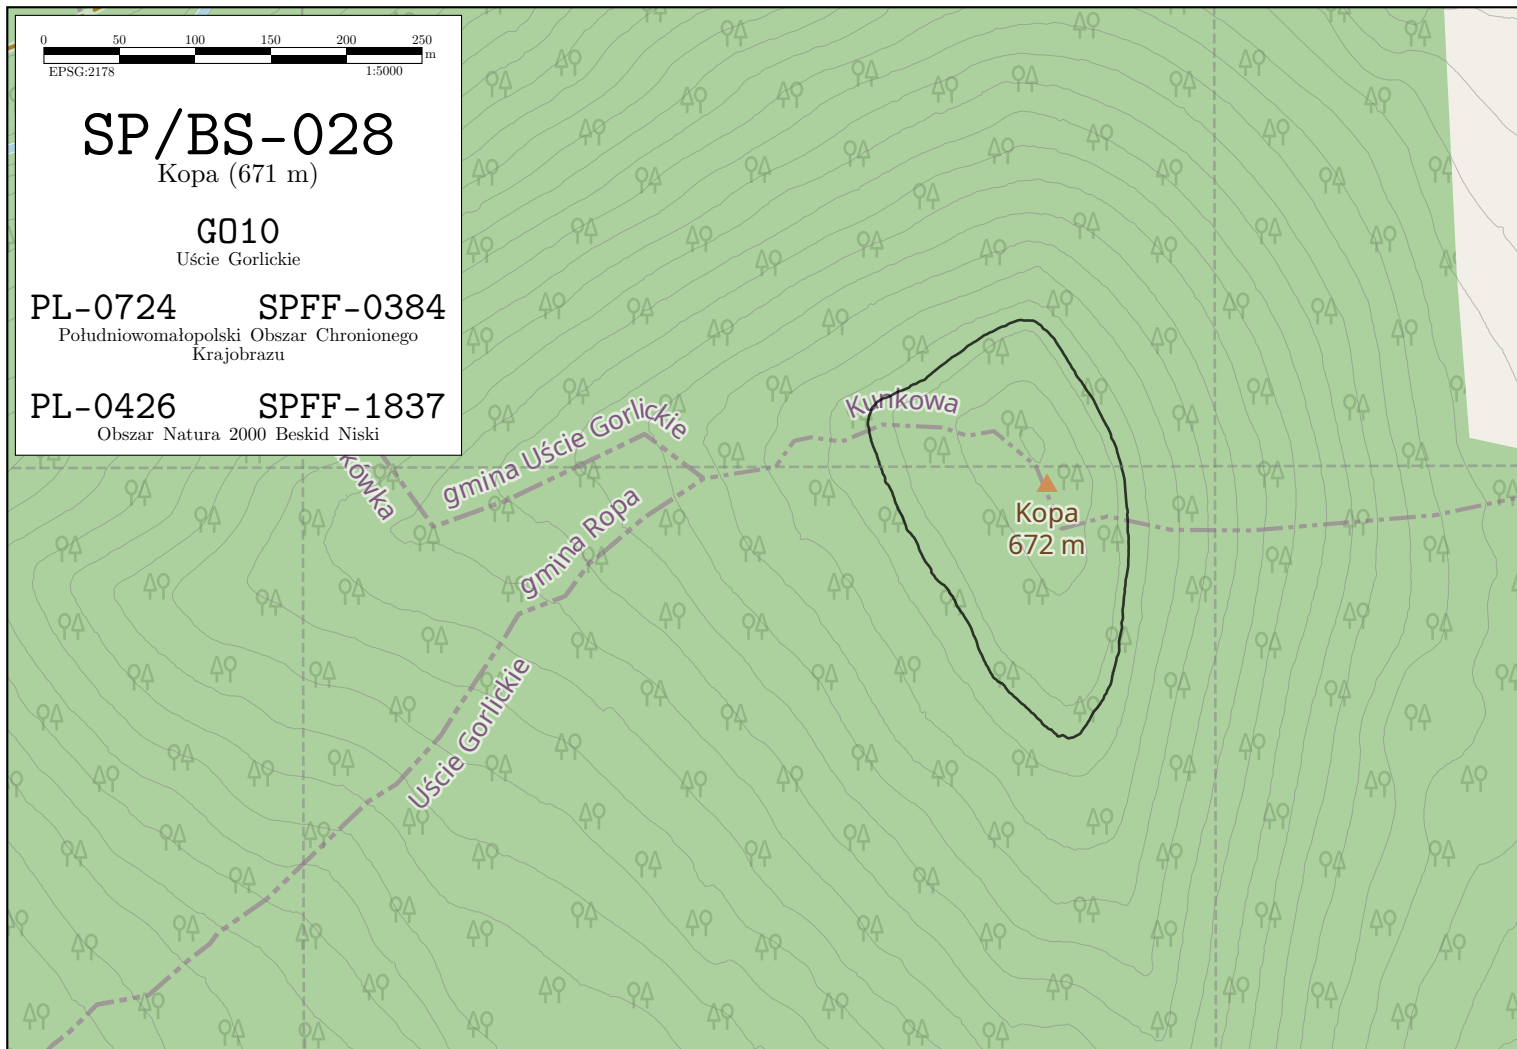 0 50 100 150 200 250
m
EPSG:2178 1:5000
SP/BS-028
Kopa (671 m)
GO10
Uście Gorlickie
PL-0724 SPFF-0384
Południowomałopolski Obszar Chronionego
Krajobrazu
PL-0426 SPFF-1837
Obszar Natura 2000 Beskid Niski
Kunkowa
gmina Uście Gorlickie
kówka
gmina Ropa
Kopa
672 m
Uście Gorlickie